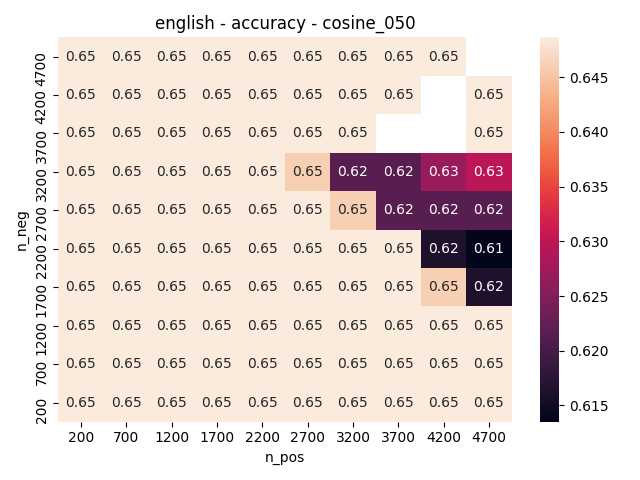 english - accuracy - cosine_050
4700 0.65 0.65 0.65 0.65 0.65 0.65 0.65 0.65 0.65
4200 0.65 0.65 0.65 0.65 0.65 0.65 0.65 0.65 0.65
3700 0.65 0.65 0.65 0.65 0.65 0.65 0.65 0.65
3200 0.65 0.65 0.65 0.65 0.65 0.65 0.62 0.62 0.63 0.63
2700 0.65 0.65 0.65 0.65 0.65 0.65 0.65 0.62 0.62 0.62
2200 0.65 0.65 0.65 0.65 0.65 0.65 0.65 0.65 0.62 0.61
1700 0.65 0.65 0.65 0.65 0.65 0.65 0.65 0.65 0.65 0.62
1200 0.65 0.65 0.65 0.65 0.65 0.65 0.65 0.65 0.65 0.65
700 0.65 0.65 0.65 0.65 0.65 0.65 0.65 0.65 0.65 0.65
200 0.65 0.65 0.65 0.65 0.65 0.65 0.65 0.65 0.65 0.65
200 700 1200 1700 2200 2700 3200 3700 4200 4700
n_pos
n_neg
0.645
0.640
0.635
0.630
0.625
0.620
0.615